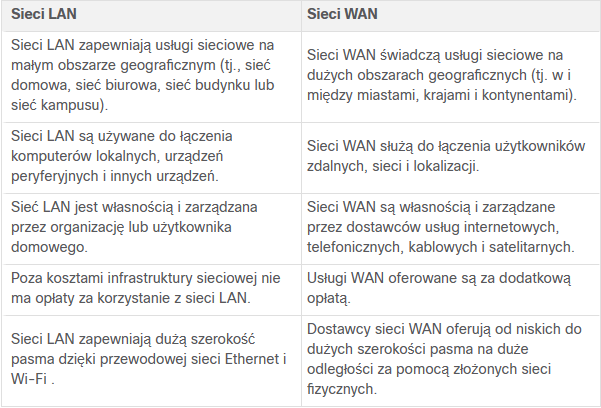 Sieci LAN
Sieci WAN
Sieci LAN zapewniają usługi sieciowe na
małym obszarze geograficznym (tj., sieć
domowa, sieć biurowa, sieć budynku lub
sieć kampusu).
Sieci WAN świadczą usługi sieciowe na
dużych obszarach geograficznych (tj. w i
między miastami, krajami i kontynentami).
Sieci LAN są używane do łączenia
komputerów lokalnych, urządzeń
peryferyjnych i innych urządzeń.
Sieci WAN służą do łączenia użytkowników
zdalnych, sieci i lokalizacji.
Sieć LAN jest własnością i zarządzana
przez organizację lub użytkownika
domowego.
Sieci WAN są własnością i zarządzane
przez dostawców usług internetowych,
telefonicznych, kablowych i satelitarnych.
Poza kosztami infrastruktury sieciowej nie
ma opłaty za korzystanie z sieci LAN.
Usługi WAN oferowane są za dodatkową
opłatą.
Sieci LAN zapewniają dużą szerokość
pasma dzięki przewodowej sieci Ethernet i
Wi-Fi .
Dostawcy sieci WAN oferują od niskich do
dużych szerokości pasma na duże
odległości za pomocą złożonych sieci
fizycznych.